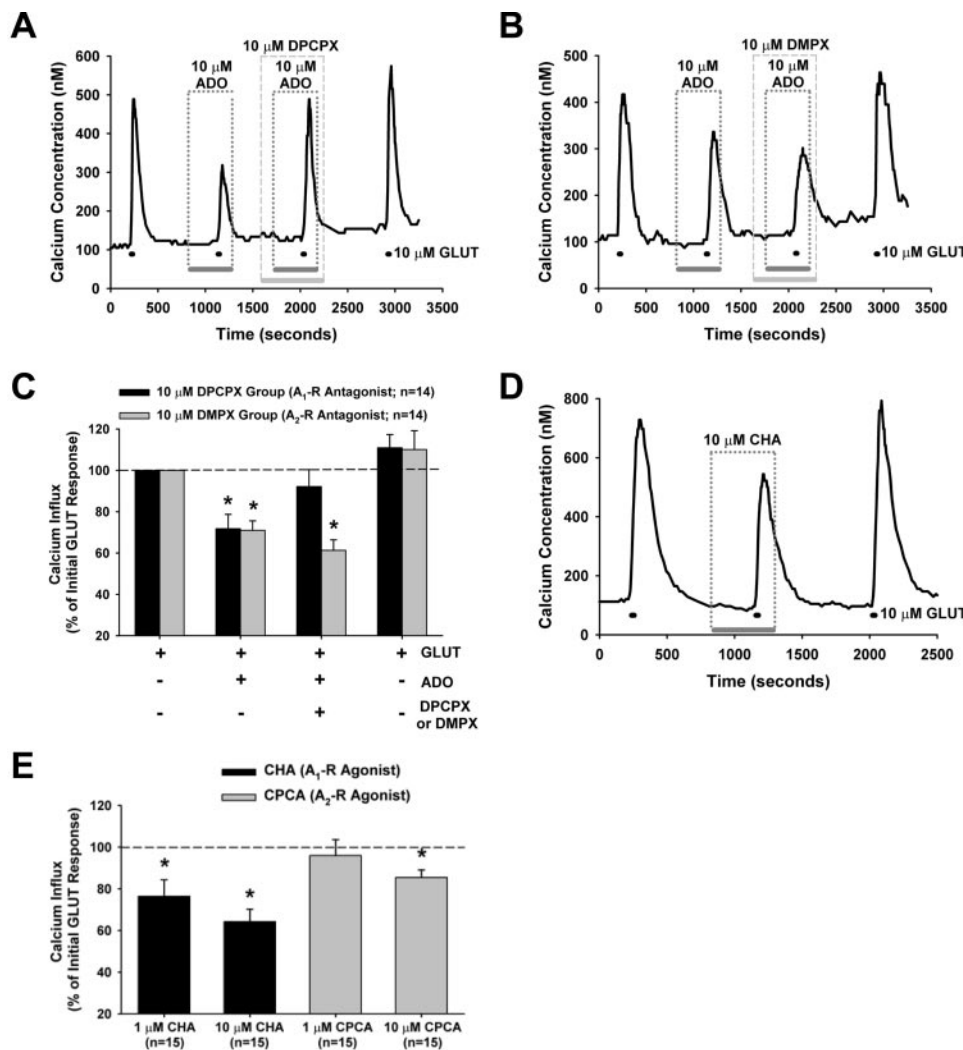 A
10 μM DPCPX
10 μM
ADO
10 μM
ADO
Calcium Concentration (nM)
600
500
400
300
200
100
0
10 μM GLUT
0 500 1000 1500 2000 2500 3000 3500
Time (seconds)
B
10 μM DMPX
10 μM
ADO
10 μM
ADO
Calcium Concentration (nM)
500
400
300
200
100
0
10 μM GLUT
0 500 1000 1500 2000 2500 3000 3500
Time (seconds)
C
10 μM DPCPX Group (A1-R Antagonist; n=14)
10 μM DMPX Group (A2-R Antagonist; n=14)
Calcium Influx
(% of Initial GLUT Response)
120
100
80
60
40
20
* * *
+ + + + GLUT
- + + - ADO
- - + - DPCPX
or DMPX
D
10 μM CHA
Calcium Concentration (nM)
800
600
400
200
0
10 μM GLUT
0 500 1000 1500 2000 2500
Time (seconds)
E
CHA (A1-R Agonist)
CPCA (A2-R Agonist)
Calcium Influx
(% of Initial GLUT Response)
120
100
80
60
40
20
* * *
1 μM CHA 10 μM CHA 1 μM CPCA 10 μM CPCA
(n=15) (n=15) (n=15) (n=15)